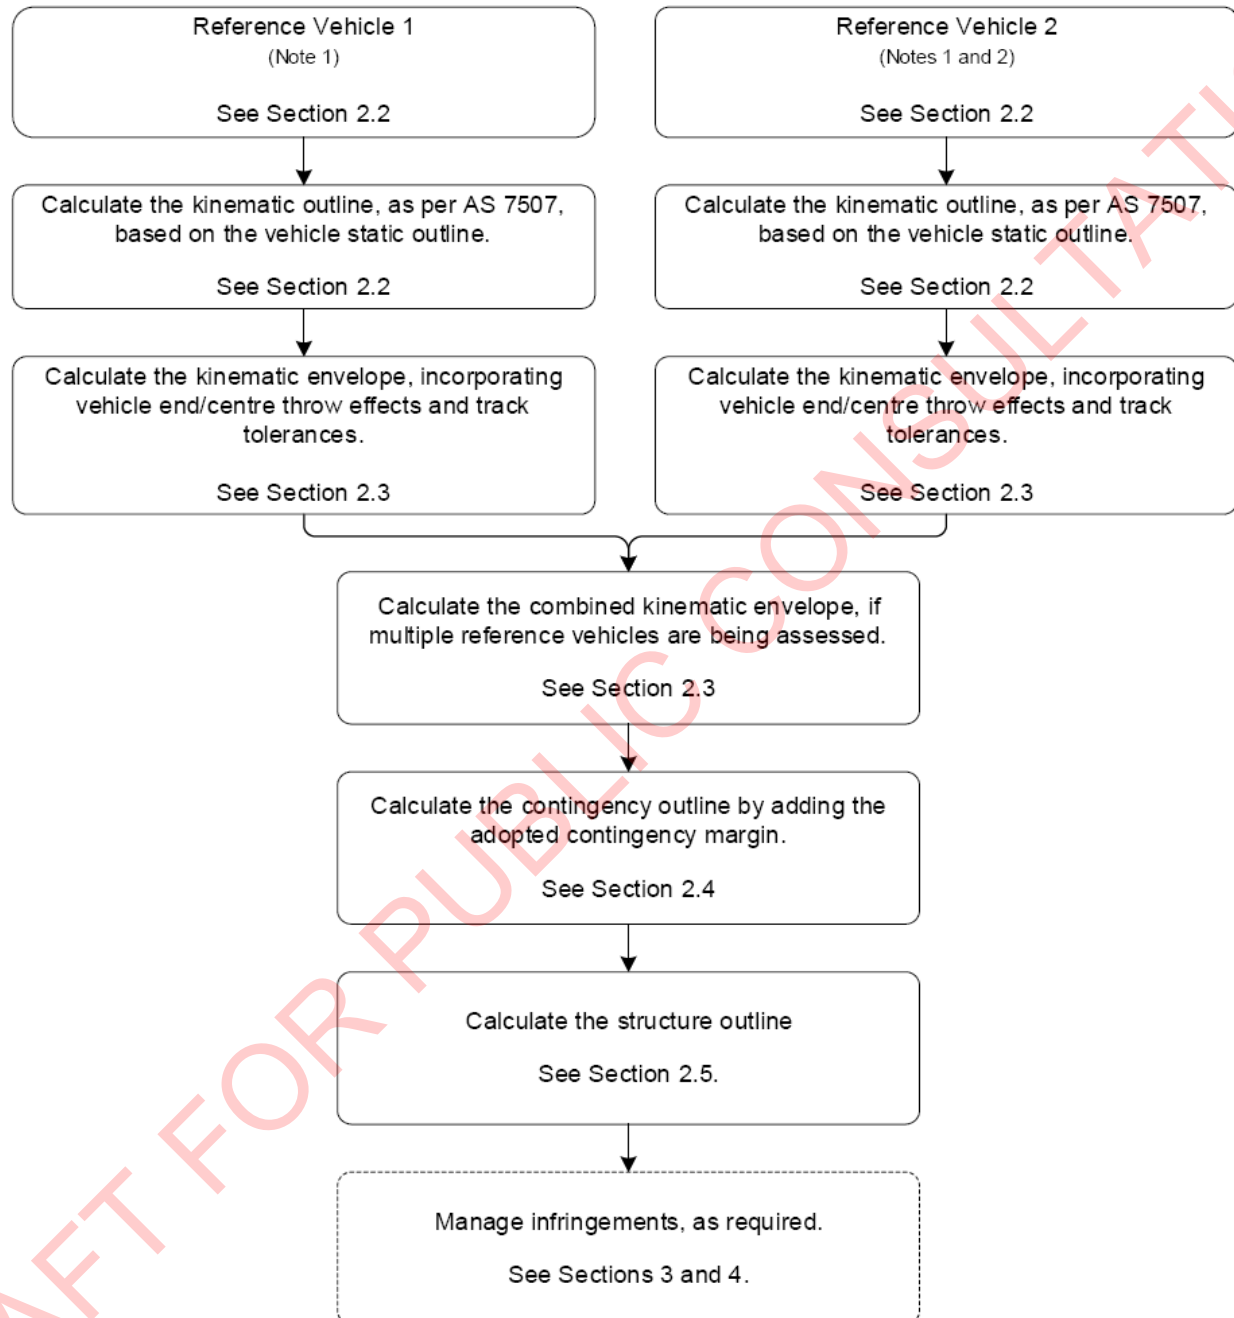 Reference Vehicle 1
(Note 1)
See Section 2.2
Reference Vehicle 2
(Notes 1 and 2)
See Section 2.2
Calculate the kinematic outline, as per AS 7507,
based on the vehicle static outline.
See Section 2.2
Calculate the kinematic outline, as per AS 7507,
based on the vehicle static outline.
See Section 2.2
Calculate the kinematic envelope, incorporating
vehicle end/centre throw effects and track
tolerances.
See Section 2.3
Calculate the kinematic envelope, incorporating
vehicle end/centre throw effects and track
tolerances.
See Section 2.3
Calculate the combined kinematic envelope, if
multiple reference vehicles are being assessed.
See Section 2.3
Calculate the contingency outline by adding the
adopted contingency margin.
See Section 2.4
Calculate the structure outline
See Section 2.5.
Manage infringements, as required.
See Sections 3 and 4.
AFT FOR PUBLIC CONSULTATI